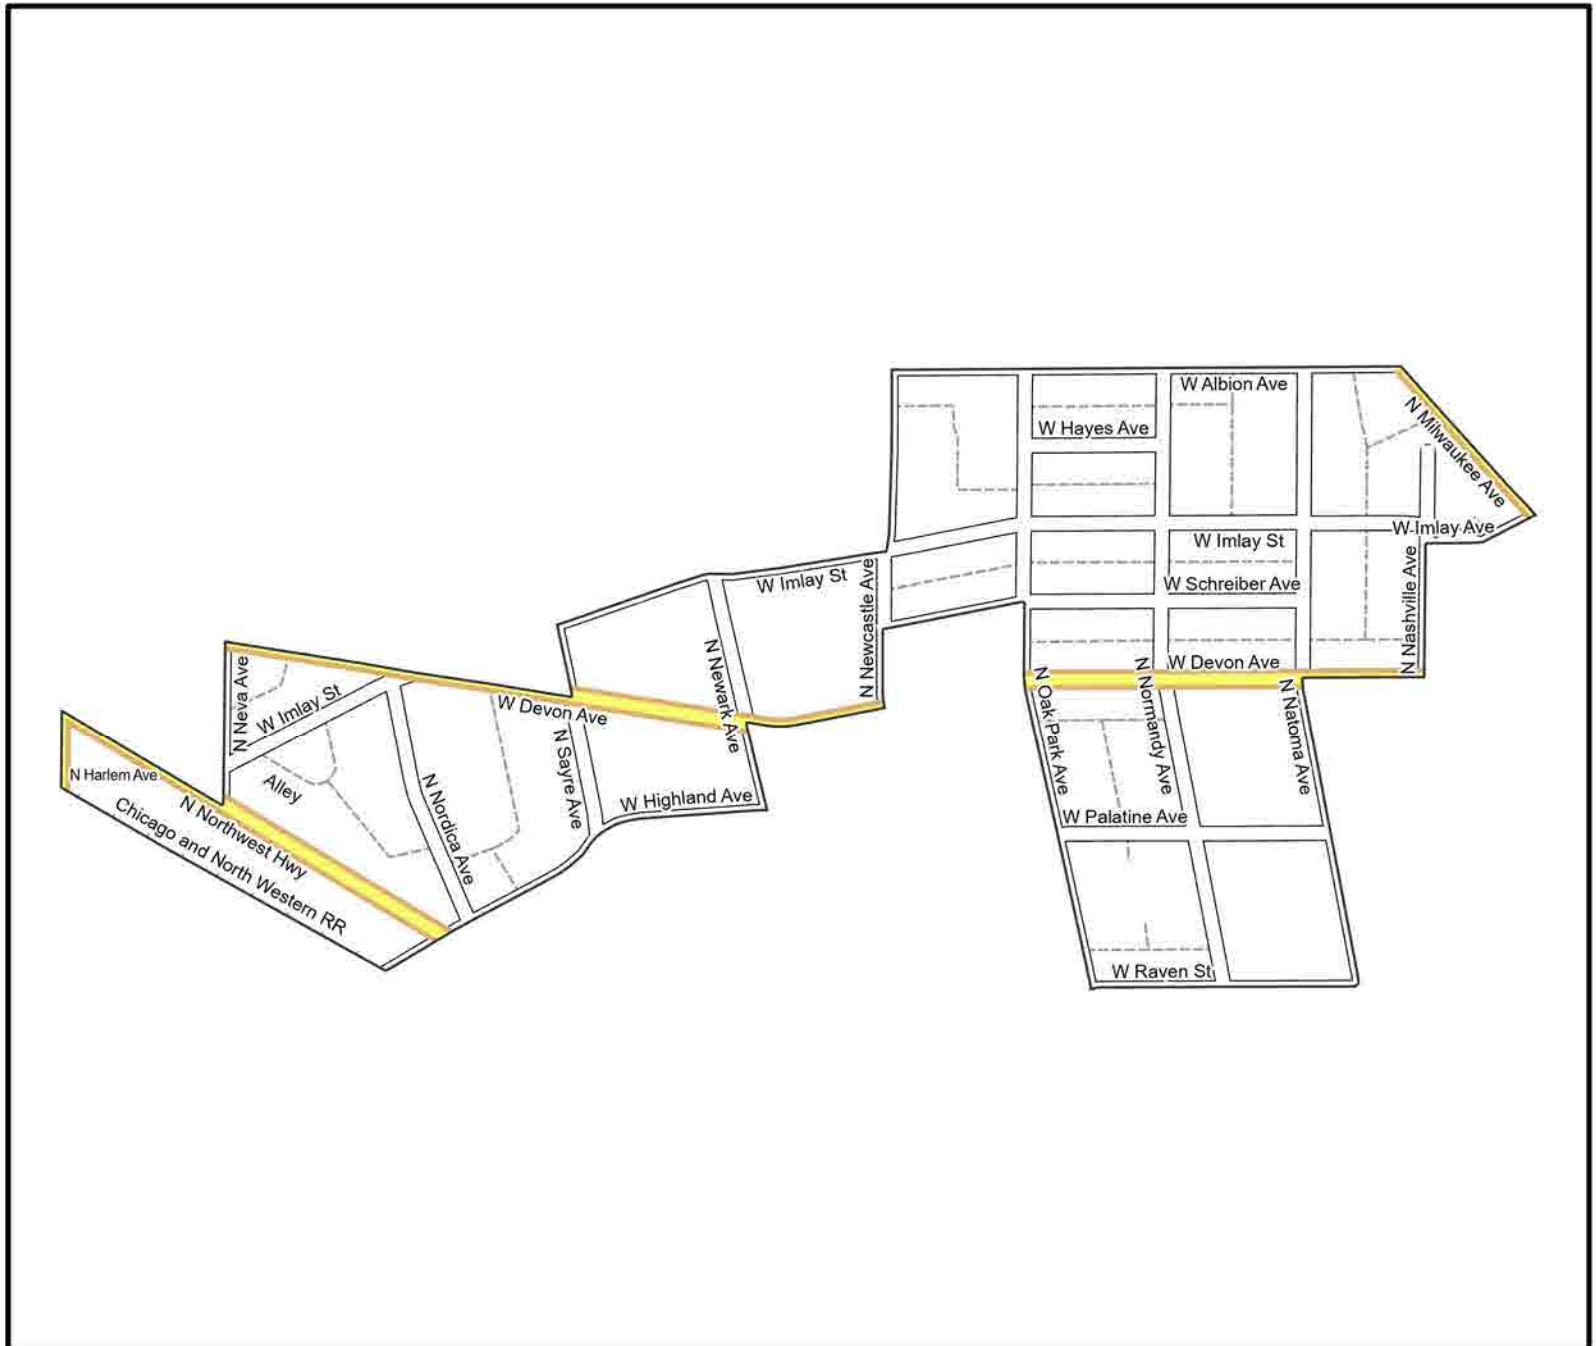 W Albion Ave
N Milwaukee Ave
W Hayes Ave
W Imlay Ave
W Imlay St
W Imlay St
W Schreiber Ave
N Newcastle Ave
N Nashville Ave
W Devon Ave
N Neva Ave
W Imlay St
W Devon Ave
N Newark Ave
N Oak Park Ave
N Normandy Ave
N Natoma Ave
N Sayre Ave
N Harlem Ave
Alley
N Nordica Ave
W Highland Ave
N Northwest Hwy
Chicago and North Western RR
W Palatine Ave
W Raven St